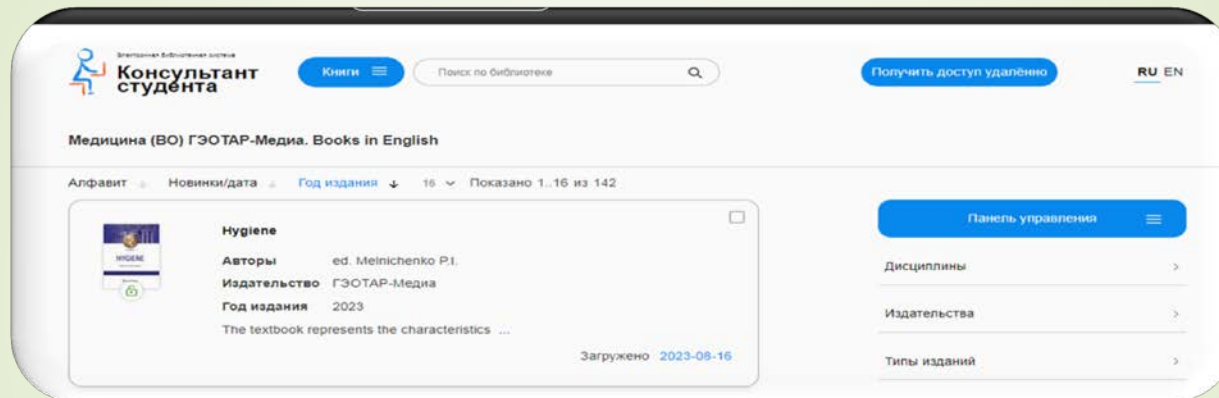 Электронная библиотечная система
Консультант
студента
Книги
Поиск по библиотеке
Получить доступ удалённо
RU EN
Медицина (ВО) ГЭОТАР-Медиа. Books in English
Алфавит Новинки/дата Год издания 16 Показано 1..16 из 142
HYGIENE
Hygiene
Авторы ed. Melnichenko P.I.
Издательство ГЭОТАР-Медиа
Год издания 2023
The textbook represents the characteristics ...
Загружено 2023-08-16
Панель управления
Дисциплины
Издательства
Типы изданий